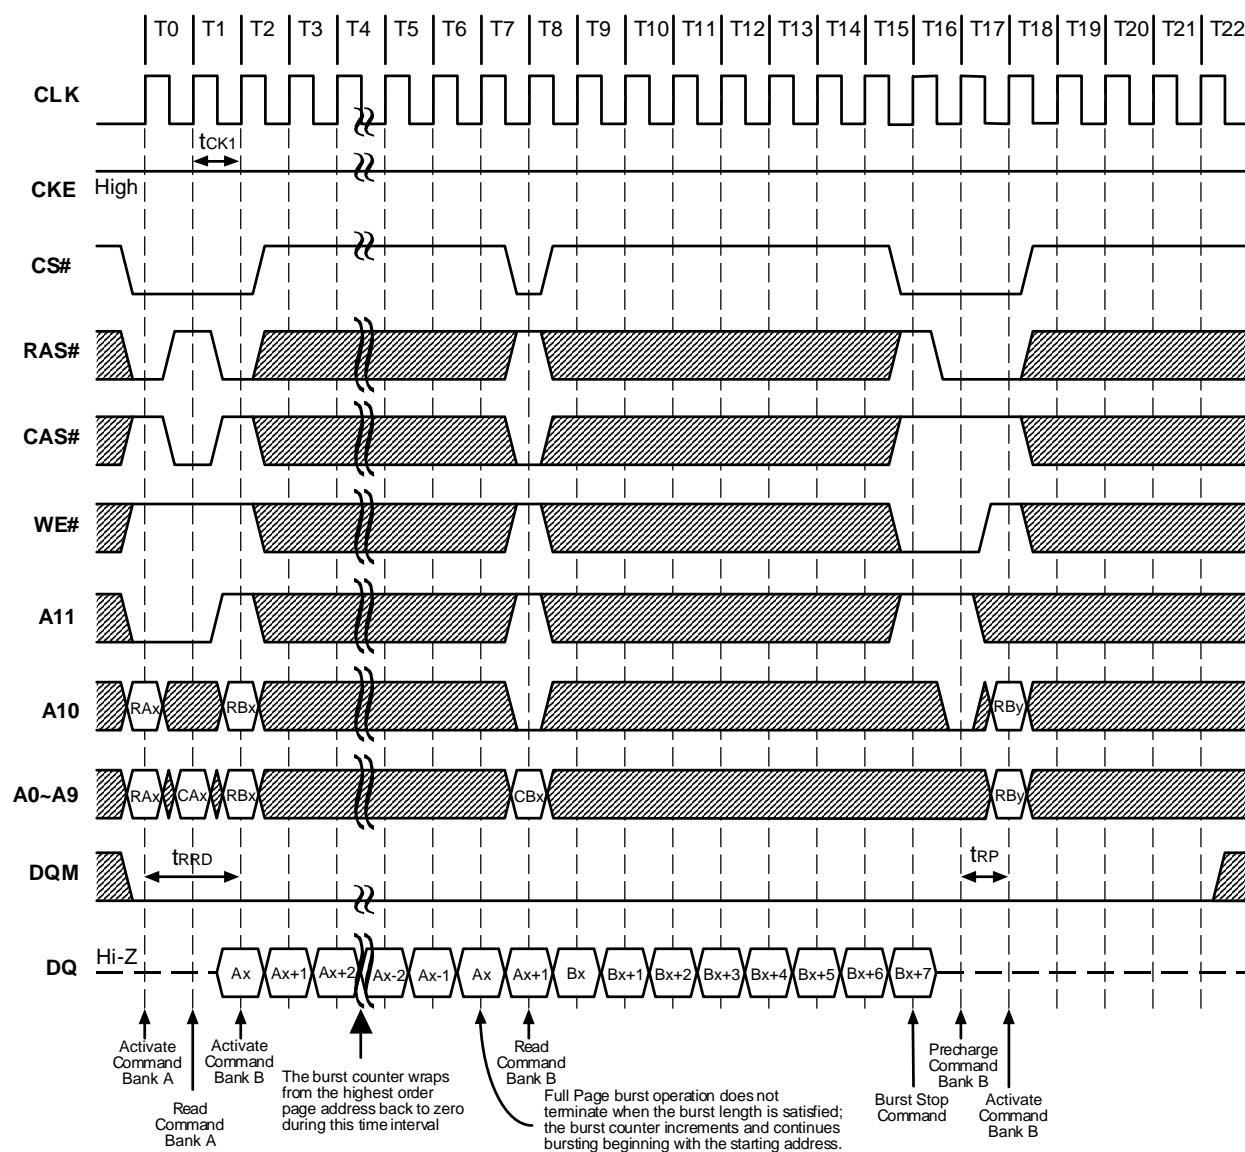 T0 T1 T2 T3 T4 T5 T6 T7 T8 T9 T10 T11 T12 T13 T14 T15 T16 T17 T18 T19 T20 T21 T22
CLK
tCK1
CKE High
CS#
RAS#
CAS#
WE#
A11
A10 RAx RBx RBy
A0~A9 RAx CAx RBx CBx RBy
DQM tRRD tRP
DQ Hi-Z Ax Ax+1 Ax+2 Ax-2 Ax-1 Ax Ax+1 Bx Bx+1 Bx+2 Bx+3 Bx+4 Bx+5 Bx+6 Bx+7
Activate
Command
Bank A
Read
Command
Bank A
Activate
Command
Bank B
The burst counter wraps
from the highest order
page address back to zero
during this time interval
Read
Command
Bank B
Full Page burst operation does not
terminate when the burst length is satisfied;
the burst counter increments and continues
bursting beginning with the starting address.
Burst Stop
Command
Precharge
Command
Bank B
Activate
Command
Bank B